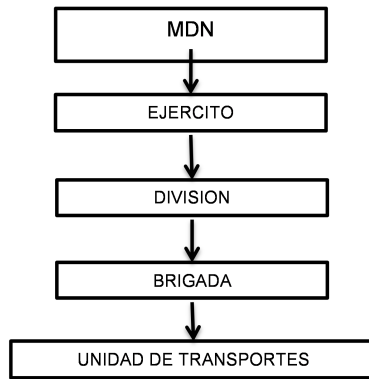 MDN
EJERCITO
DIVISION
BRIGADA
UNIDAD DE TRANSPORTES